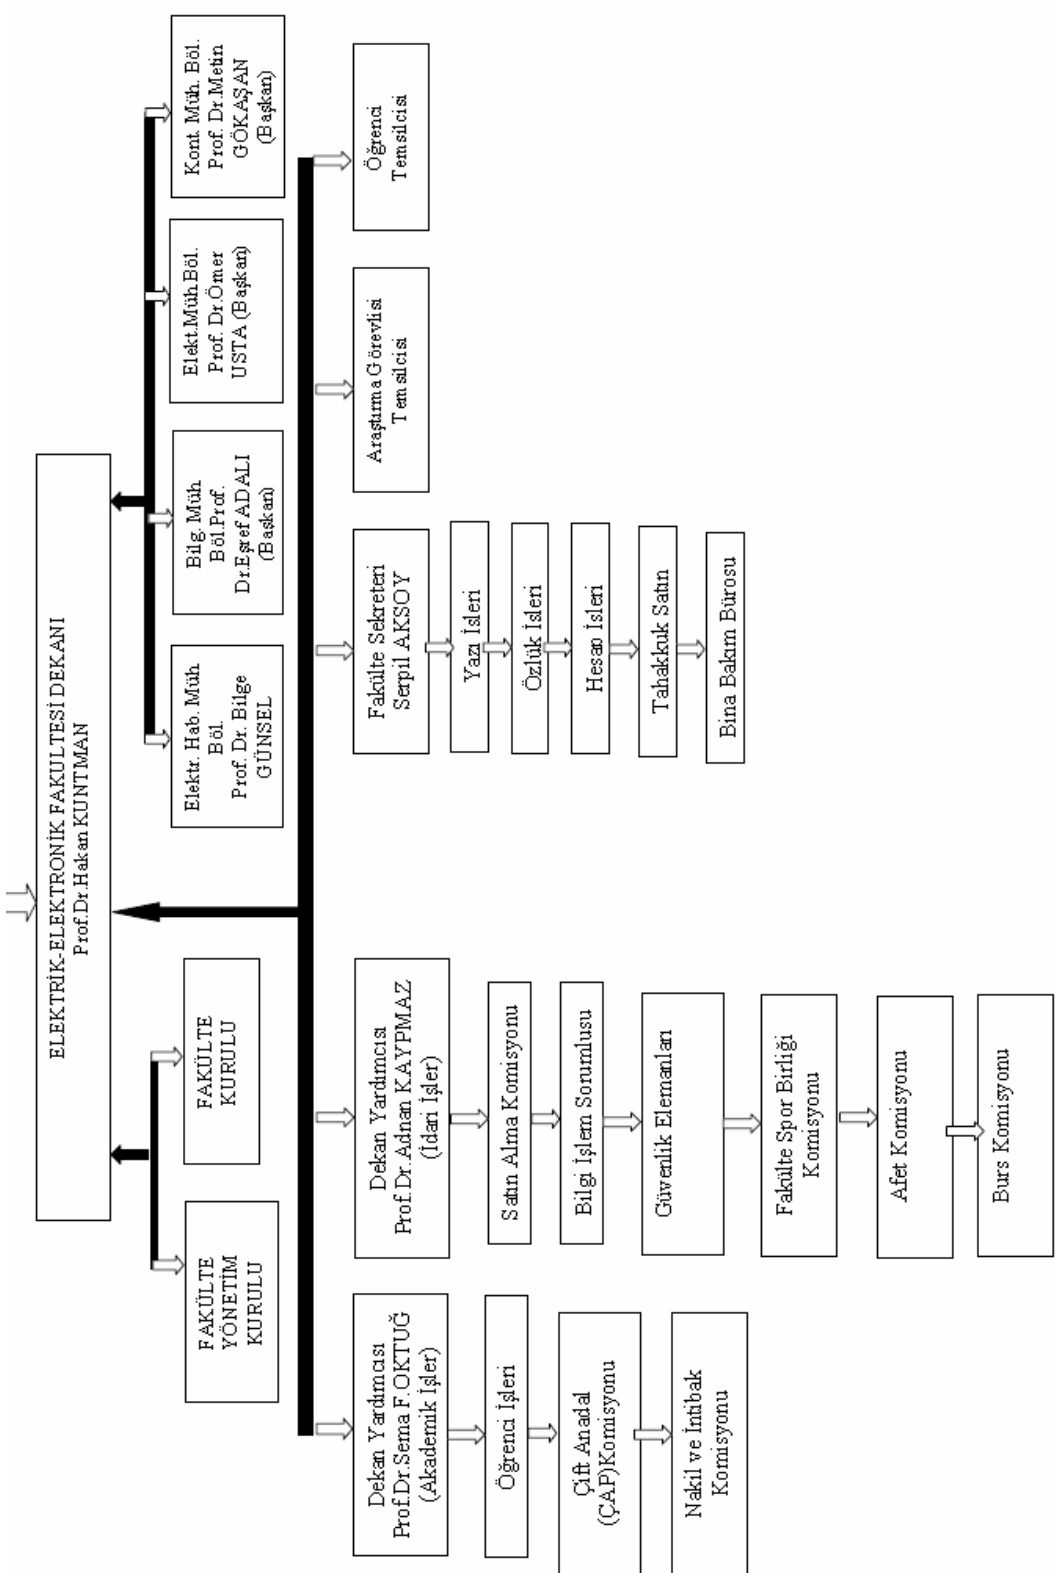 ELEKTRİK-ELEKTRONİK FAKULTESİ DEKANI
Prof.Dr.Hakan KUNTMAN
FAKÜLTE
YÖNETİM
KURULU
FAKÜLTE
KURULU
Elektr. Hab. Müh
Böl.
Prof. Dr. Bilge
GÜNSEL
Bilg. Müh
Böl.Prof.
Dr.Eşref ADALI
(Başkan)
Elekt.Müh.Böl.
Prof. Dr.Ömer
USTA (Başkan)
Kont. Müh. Böl.
Prof. Dr.Metin
GÖKAŞAN
(Başkan)
Dekan Yardımcısı
Prof.Dr.Sema F.OKTUĞ
(Akademik İşler)
Öğrenci İşleri
Çift Anadal
(ÇAP)Komisyonu
Nakil ve İntibak
Komisyonu
Dekan Yardımcısı
Prof.Dr.Adnan KAYPMAZ
(İdari İşler)
Satın Alma Komisyonu
Bilgi İşlem Sorumlusu
Güvenlik Elemanları
Fakülte Spor Birliği
Komisyonu
Afet Komisyonu
Burs Komisyonu
Fakülte Sekreteri
Serpil AKSOY
Yazı İsleri
Özlük İsleri
Hesap İsleri
Tahakkuk Satın
Bina Bakım Bürosu
Araştırma Görevlisi
Temsilcisi
Öğrenci
Temsilcisi